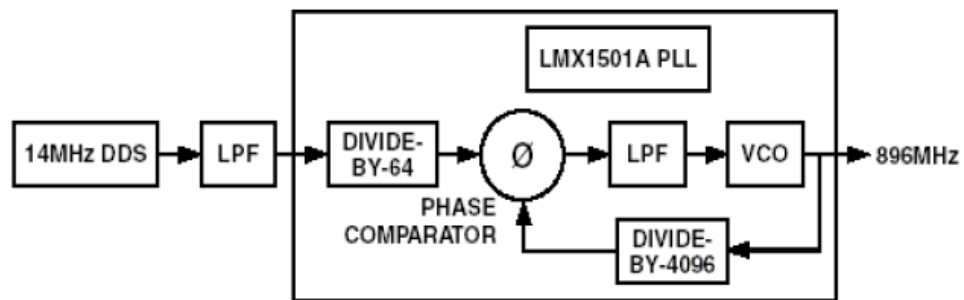 LMX1501A PLL
14MHz DDS
LPF
DIVIDE-
BY-64
Ø
LPF
VCO
896MHz
PHASE
COMPARATOR
DIVIDE-
BY-4096